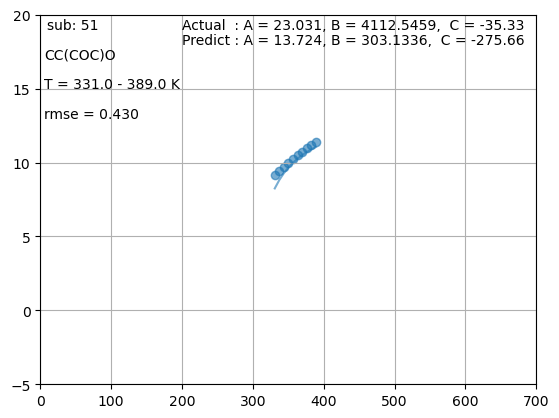 sub: 51
Actual : A = 23.031, B = 4112.5459, C = -35.33
Predict : A = 13.724, B = 303.1336, C = -275.66
CC(COC)O
T = 331.0 - 389.0 K
rmse = 0.430
20
15
10
5
0
−5
0 100 200 300 400 500 600 700